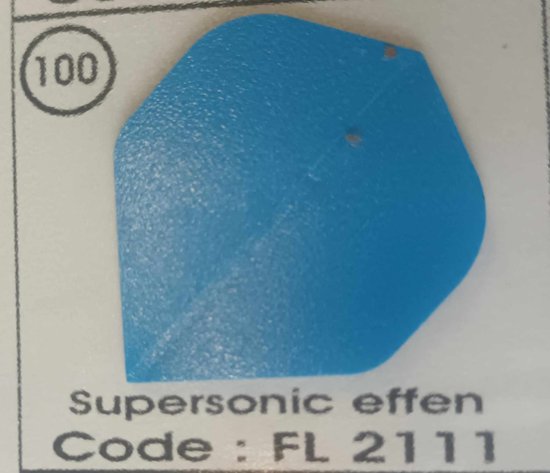 100
Supersonic effen
Code : FL 2111